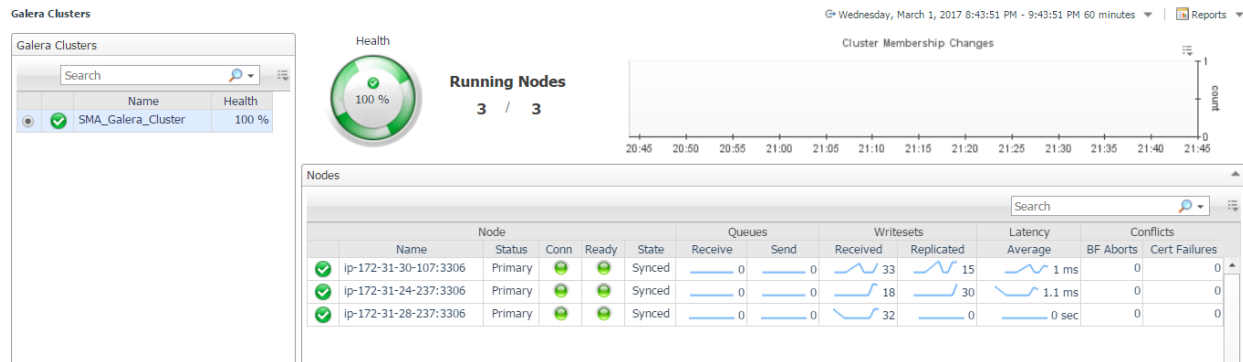 Galera Clusters
Wednesday, March 1, 2017 8:43:51 PM - 9:43:51 PM 60 minutes
Reports
Galera Clusters
Search
Name Health
SMA_Galera_Cluster 100 %
Health
100 %
Running Nodes
3 / 3
Cluster Membership Changes
1
count
0
20:45 20:50 20:55 21:00 21:05 21:10 21:15 21:20 21:25 21:30 21:35 21:40 21:45
Nodes
Search
Node Queues Writesets Latency Conflicts
Name Status Conn Ready State Receive Send Received Replicated Average BF Aborts Cert Failures
ip-172-31-30-107:3306 Primary Synced 0 0 33 15 1 ms 0 0
ip-172-31-24-237:3306 Primary Synced 0 0 18 30 1.1 ms 0 0
ip-172-31-28-237:3306 Primary Synced 0 0 32 0 0 sec 0 0